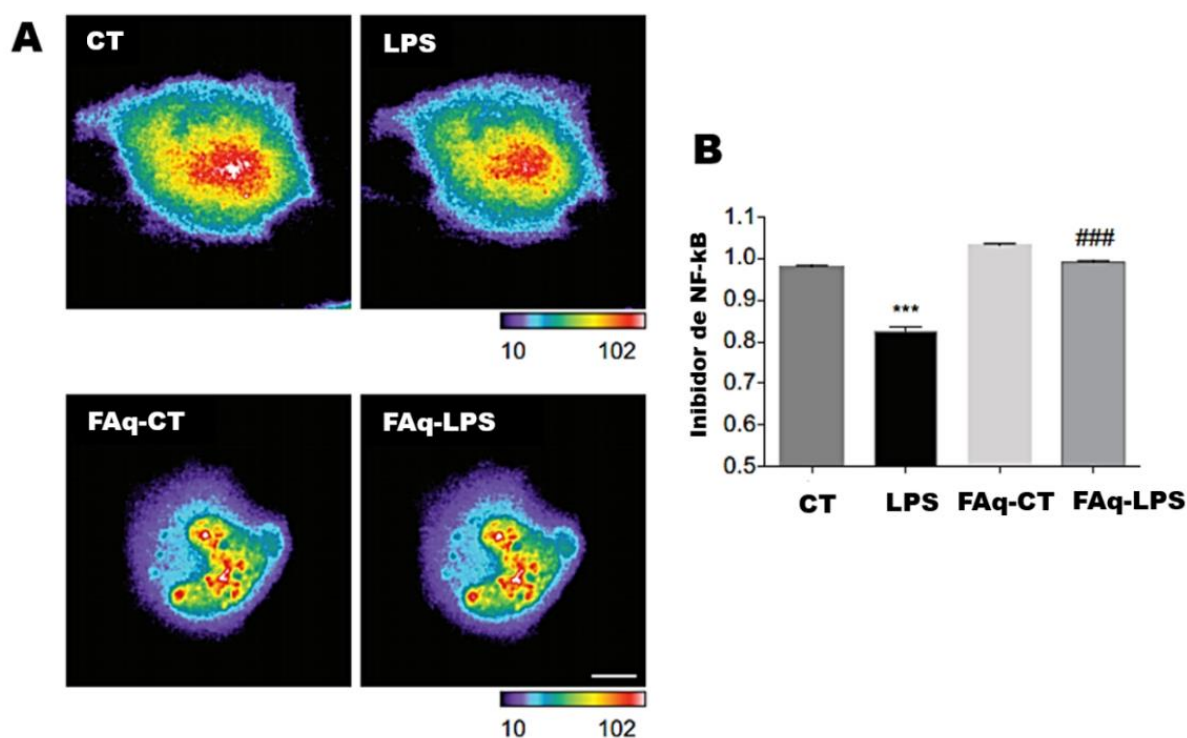 A
CT
LPS
10 102
FAq-CT
FAq-LPS
10 102
B
Inibidor de NF-kB
1.1
1.0
0.9
0.8
0.7
0.6
0.5
***
###
CT LPS FAq-CT FAq-LPS